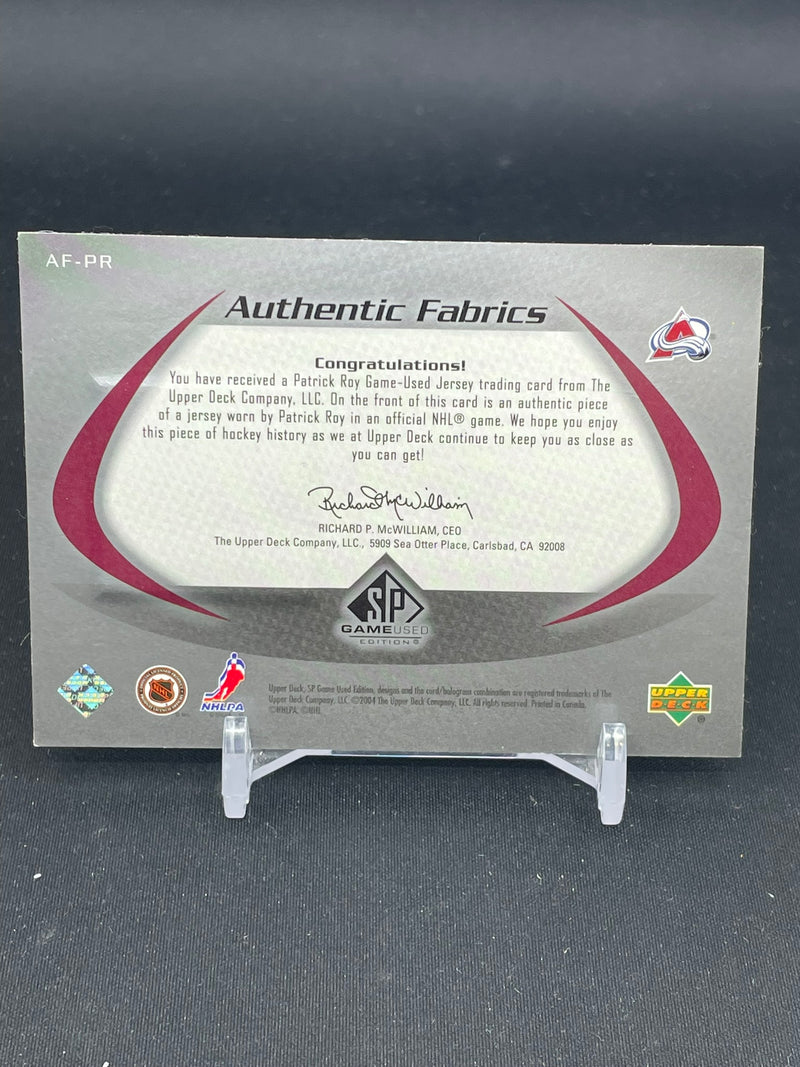 AF-PR
Authentic Fabrics
Congratulations!
You have received a Patrick Roy Game-Used Jersey trading card from The
Upper Deck Company, LLC. On the front of this card is an authentic piece
of a jersey worn by Patrick Roy in an official NHL® game. We hope you enjoy
this piece of hockey history as we at Upper Deck continue to keep you as close as
you can get!
Richard McWilliam
RICHARD P. McWILLIAM, CEO
The Upper Deck Company, LLC., 5909 Sea Otter Place, Carlsbad, CA 92008
SP
GAMEUSED
EDITION®
NHL
NHLPA
Upper Deck, SP Game Used Edition, designs and the card/hologram combination are registered trademarks of The
Upper Deck Company, LLC. ©2004 The Upper Deck Company, LLC. All rights reserved. Printed in Canada.
©NHLPA. ©NHL
UPPER
DECK
®